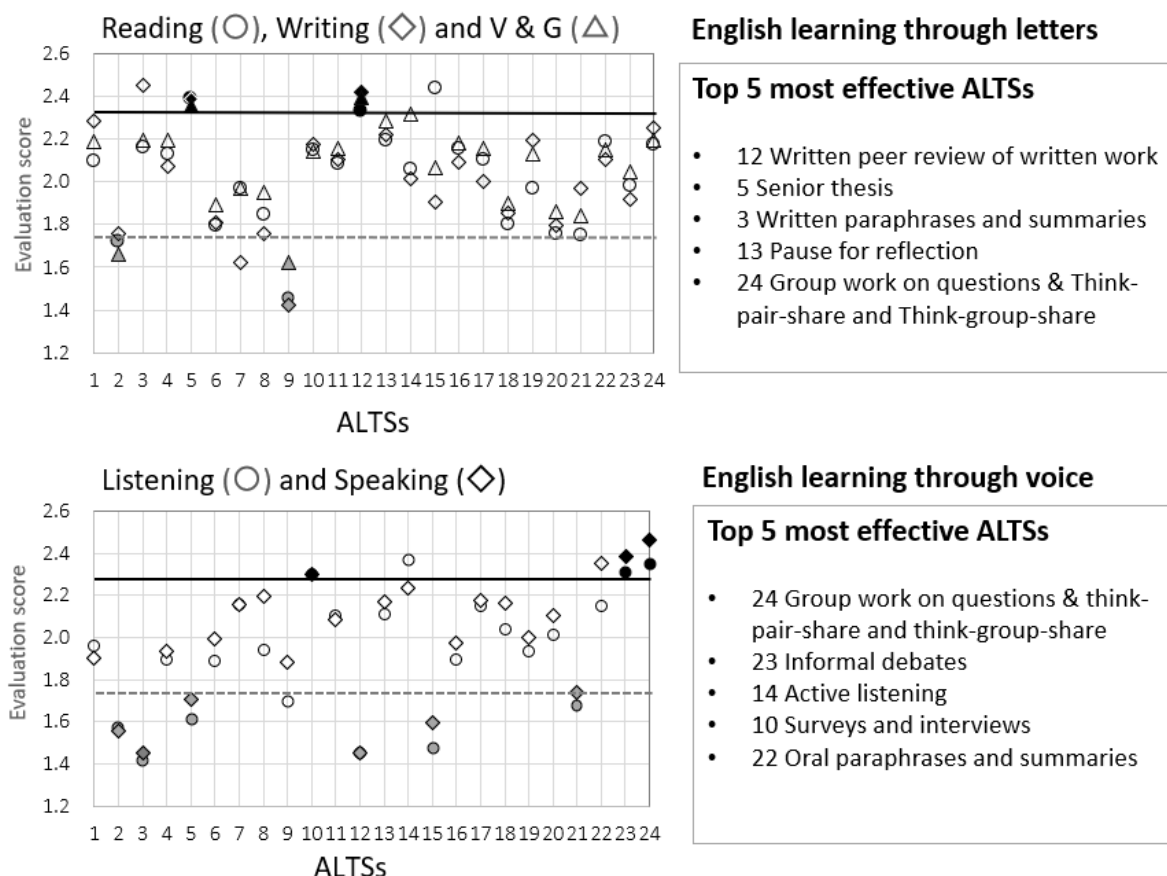 Reading (○), Writing (◇) and V & G (△)
English learning through letters
2.6
2.4
2.2
2.0
1.8
1.6
1.4
1.2
Evaluation score
1 2 3 4 5 6 7 8 9 10 11 12 13 14 15 16 17 18 19 20 21 22 23 24
ALTSs
Top 5 most effective ALTSs
• 12 Written peer review of written work
• 5 Senior thesis
• 3 Written paraphrases and summaries
• 13 Pause for reflection
• 24 Group work on questions & Think-
pair-share and Think-group-share
Listening (○) and Speaking (◇)
English learning through voice
2.6
2.4
2.2
2.0
1.8
1.6
1.4
1.2
Evaluation score
1 2 3 4 5 6 7 8 9 10 11 12 13 14 15 16 17 18 19 20 21 22 23 24
ALTSs
Top 5 most effective ALTSs
• 24 Group work on questions & think-
pair-share and think-group-share
• 23 Informal debates
• 14 Active listening
• 10 Surveys and interviews
• 22 Oral paraphrases and summaries